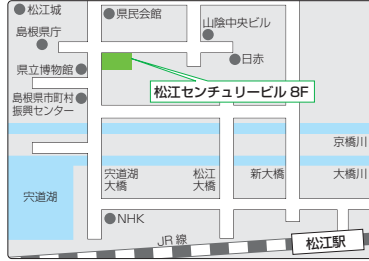 松江城
県民会館
島根県庁
山陰中央ビル
県立博物館
日赤
島根県市町村
振興センター
松江センチュリービル 8F
京橋川
宍道湖
大橋
松江
大橋
新大橋
大橋川
宍道湖
NHK
JR 線
松江駅